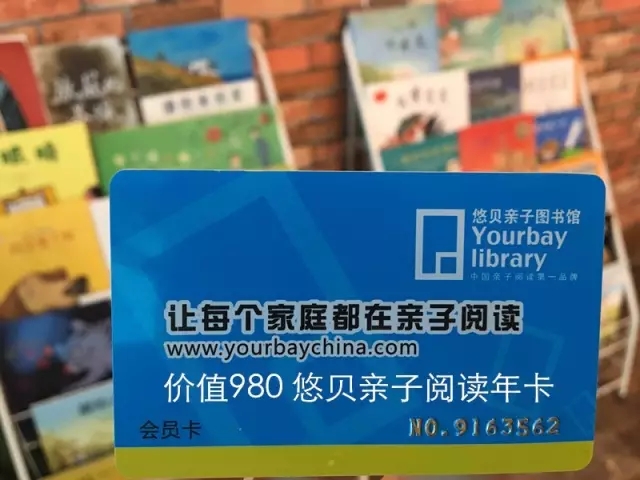 悠贝亲子图书馆
Yourbay
library
中国亲子阅读第一品牌
让每个家庭都在亲子阅读
www.yourbaychina.com
价值980 悠贝亲子阅读年卡
会员卡
NO.9163562